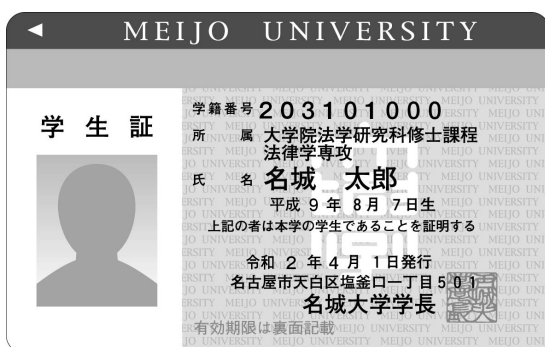 ◀ MEIJO UNIVERSITY
学生証
学籍番号 203101000
所属 大学院法学研究科修士課程
法律学専攻
氏名 名城 太郎
平成 9 年 8 月 7 日生
上記の者は本学の学生であることを証明する
令和 2 年 4 月 1 日発行
名古屋市天白区塩釜口一丁目501
名城大学学長
有効期限は裏面記載